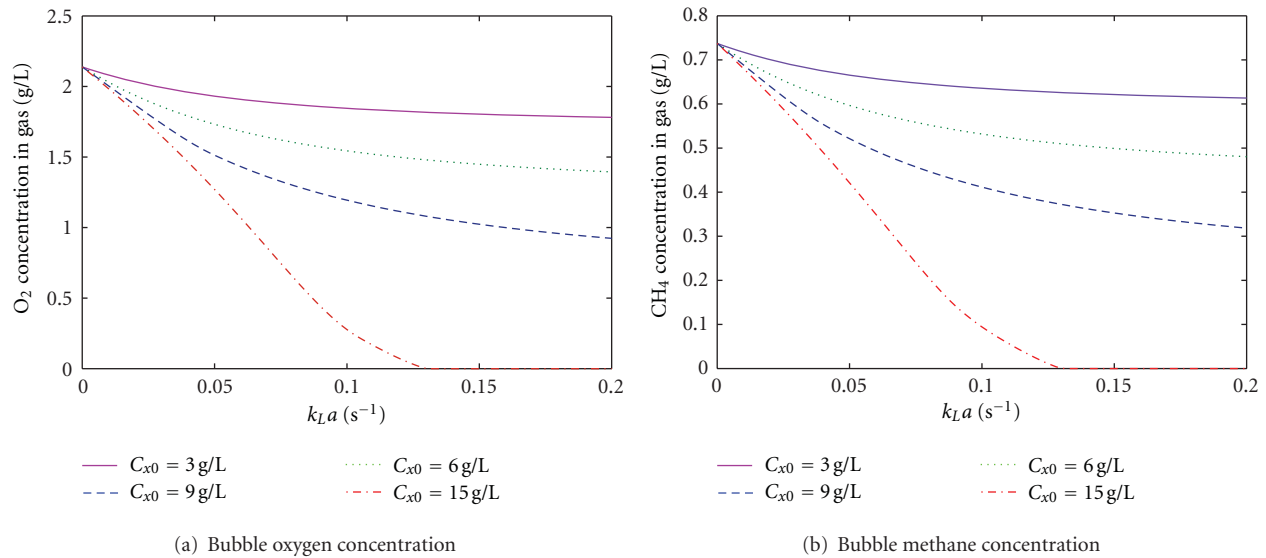 2.5
2
1.5
1
0.5
0
O2 concentration in gas (g/L)
0 0.05 0.1 0.15 0.2
kLa (s−1)
Cx0 = 3 g/L
Cx0 = 6 g/L
Cx0 = 9 g/L
Cx0 = 15 g/L
(a) Bubble oxygen concentration
0.8
0.7
0.6
0.5
0.4
0.3
0.2
0.1
0
CH4 concentration in gas (g/L)
0 0.05 0.1 0.15 0.2
kLa (s−1)
Cx0 = 3 g/L
Cx0 = 6 g/L
Cx0 = 9 g/L
Cx0 = 15 g/L
(b) Bubble methane concentration